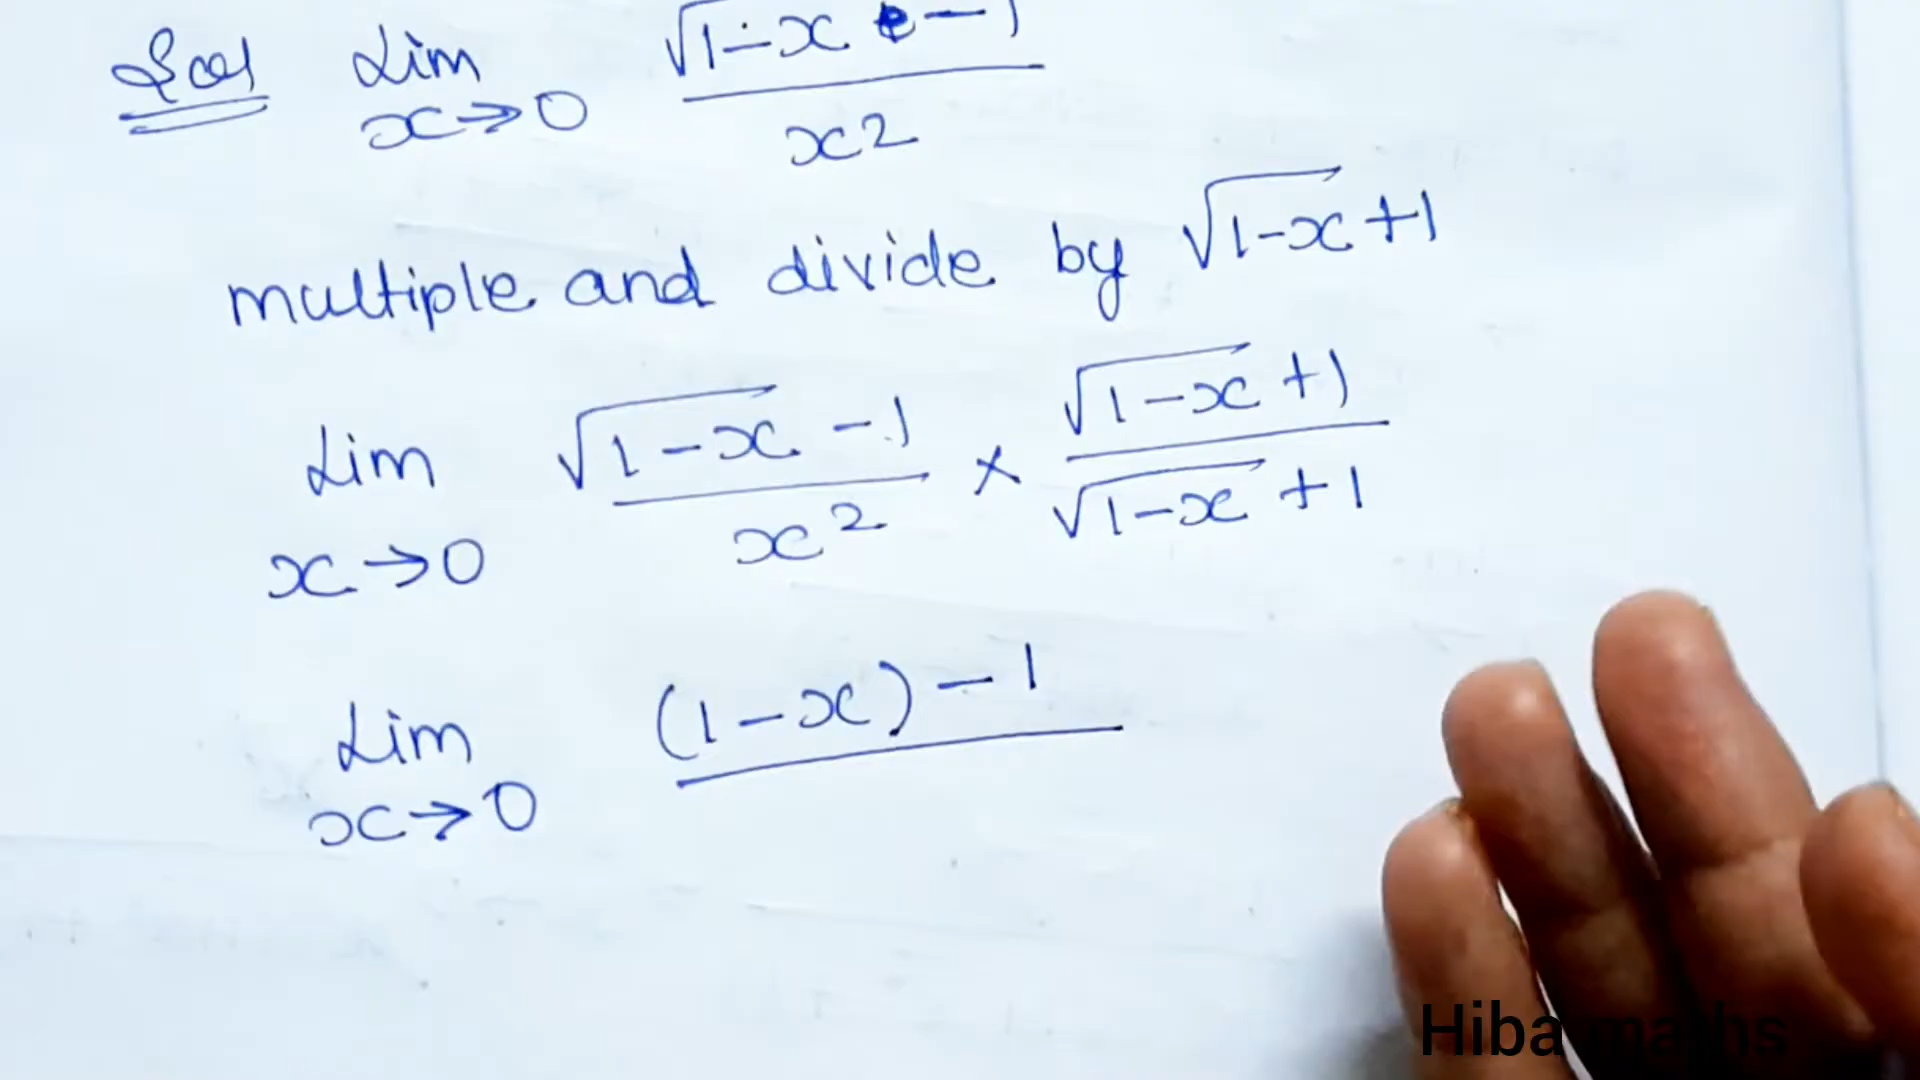 Sol Lim x→0 √1-x - 1 / x2
multiple and divide by √1-x +1
Lim x→0 √1-x -1 / x² × √1-x +1 / √1-x +1
Lim x→0 (1-x) - 1
Hiba maths